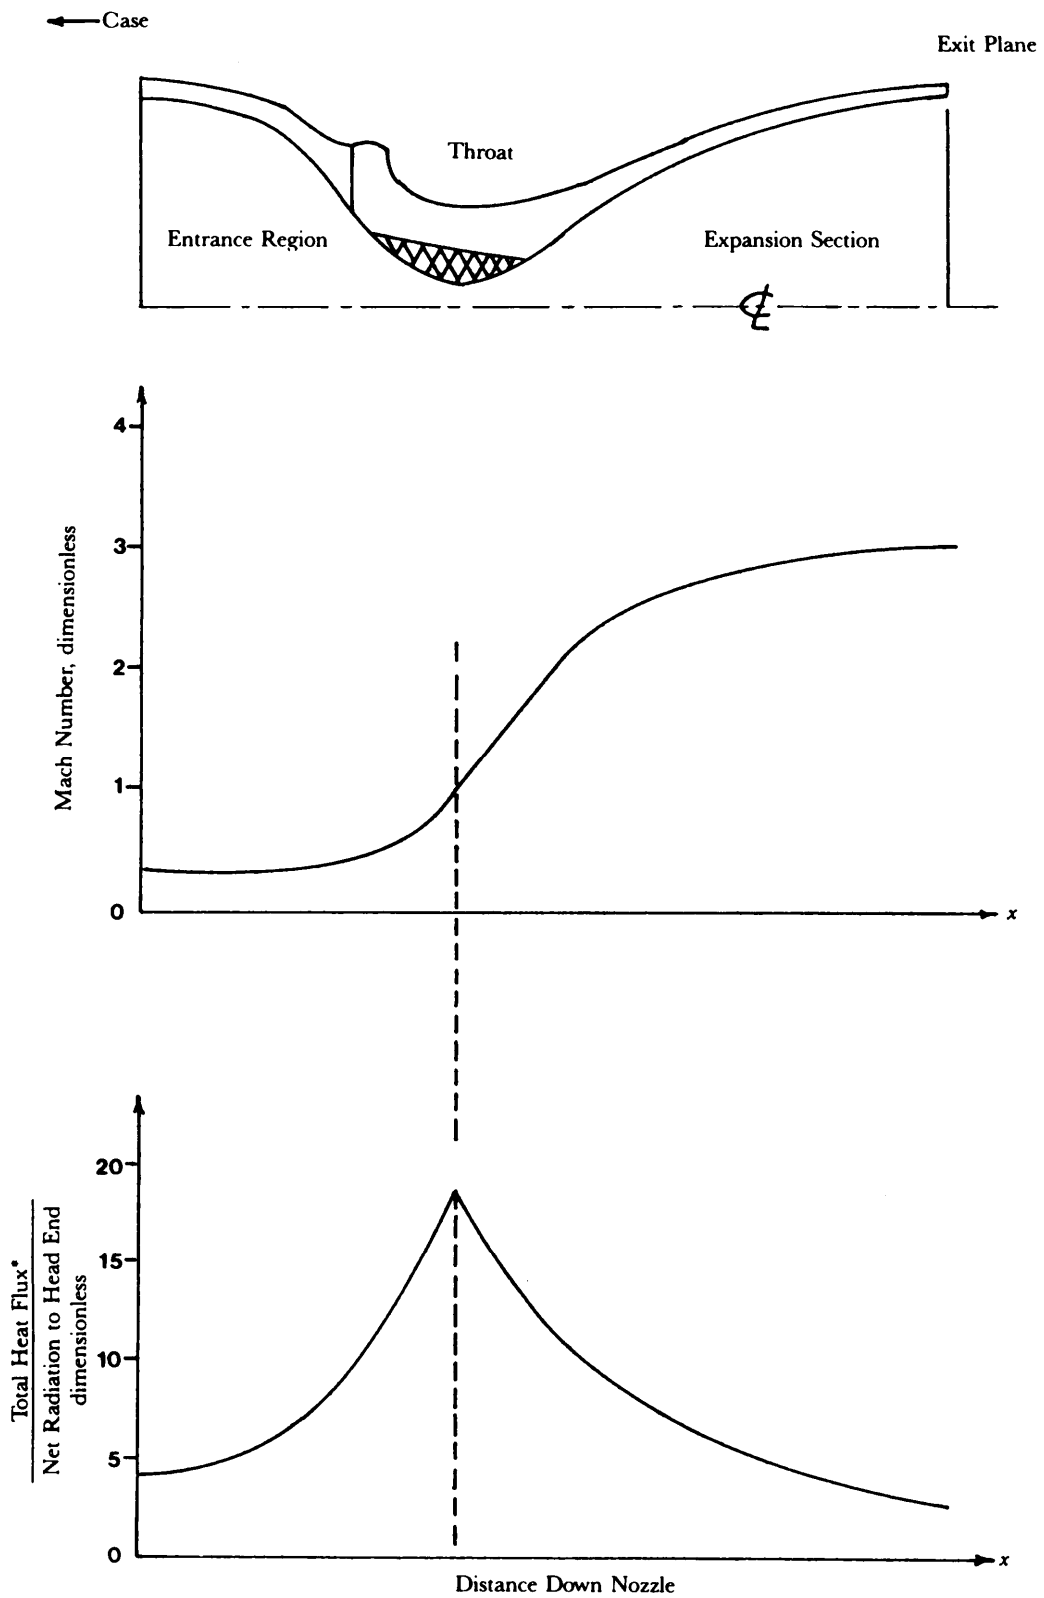 Case
Exit Plane
Throat
Entrance Region
Expansion Section
℄
4
3
2
1
0
Mach Number, dimensionless
x
20
15
10
5
0
Total Heat Flux*
Net Radiation to Head End
dimensionless
x
Distance Down Nozzle